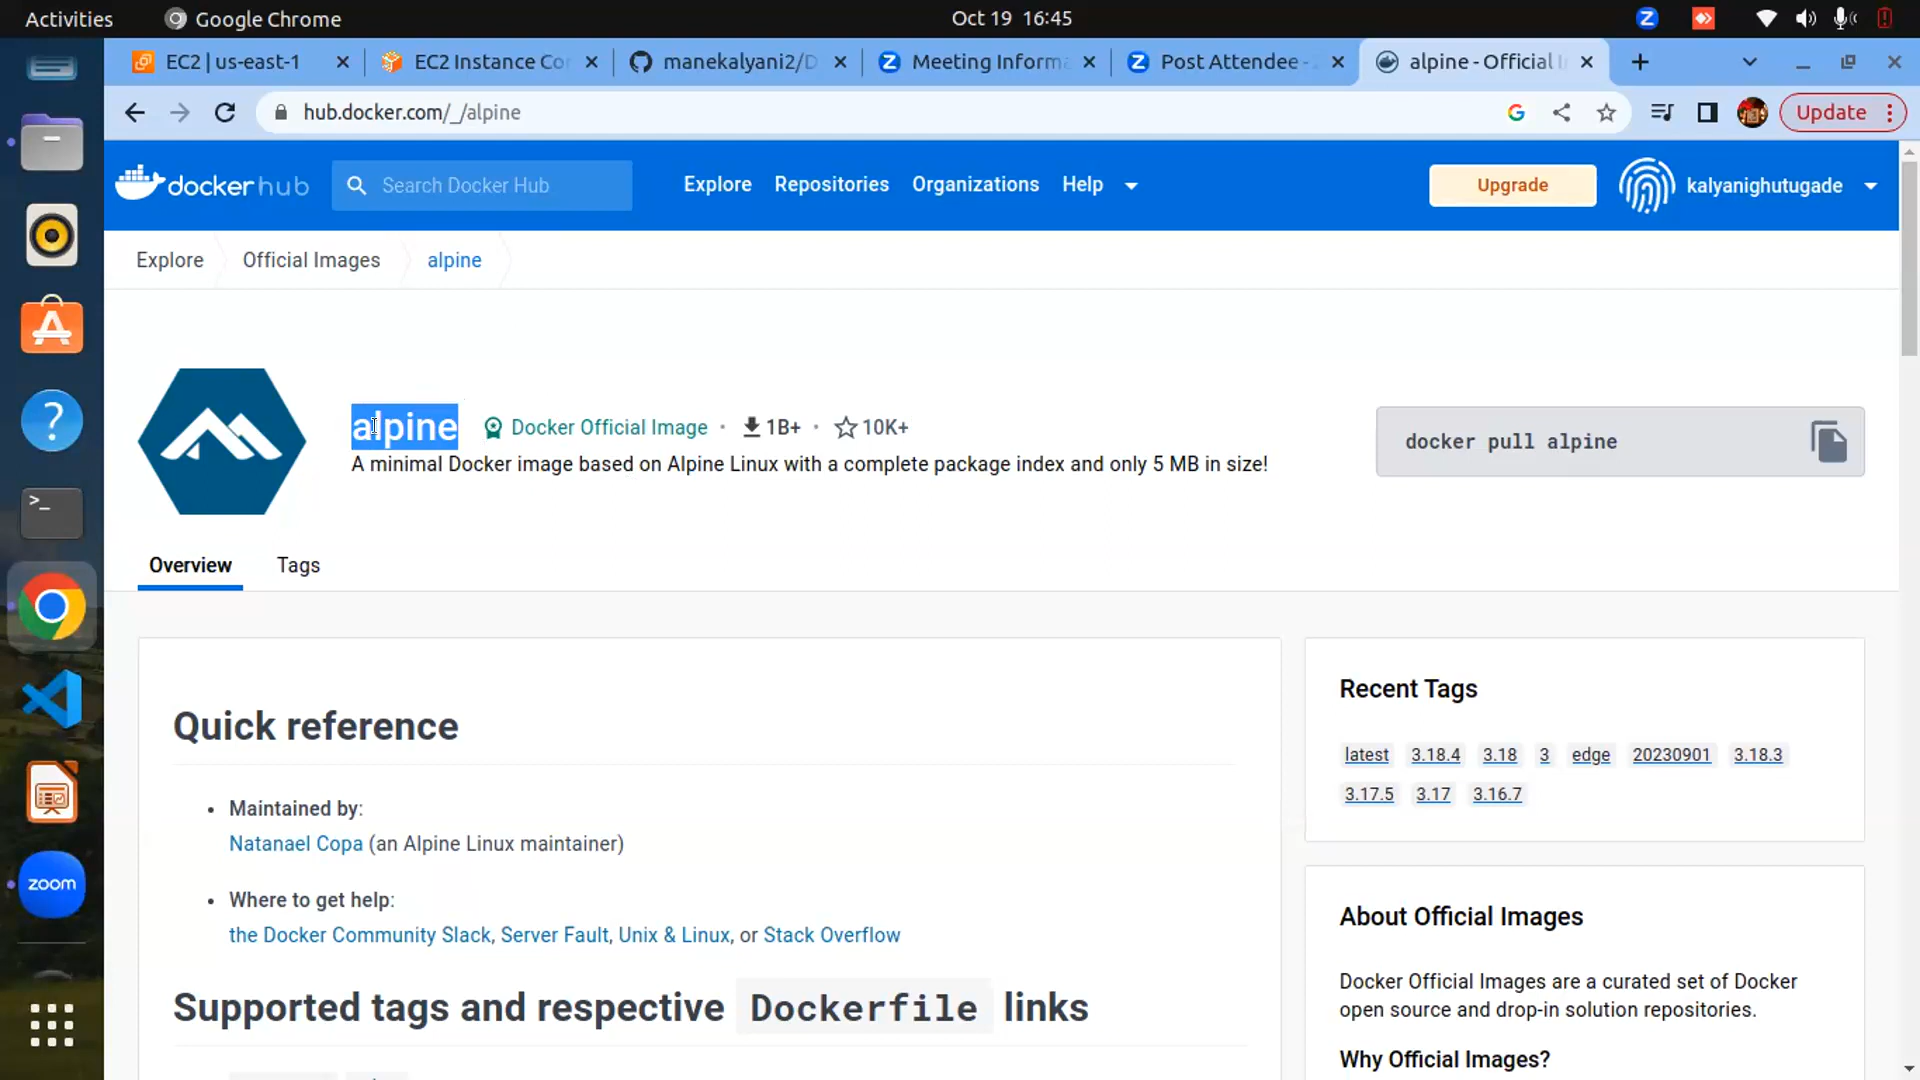 Activities Google Chrome Oct 19 16:45
EC2 | us-east-1 EC2 Instance Co manekalyani2/D Meeting Inform Post Attendee - alpine - Official I
hub.docker.com/_/alpine Update
dockerhub Search Docker Hub Explore Repositories Organizations Help Upgrade kalyanighutugade
Explore Official Images alpine
alpine Docker Official Image · 1B+ · 10K+
A minimal Docker image based on Alpine Linux with a complete package index and only 5 MB in size!
docker pull alpine
Overview Tags
Quick reference
• Maintained by:
Natanael Copa (an Alpine Linux maintainer)
• Where to get help:
the Docker Community Slack, Server Fault, Unix & Linux, or Stack Overflow
Supported tags and respective Dockerfile links
Recent Tags
latest 3.18.4 3.18 3 edge 20230901 3.18.3
3.17.5 3.17 3.16.7
About Official Images
Docker Official Images are a curated set of Docker
open source and drop-in solution repositories.
Why Official Images?
zoom